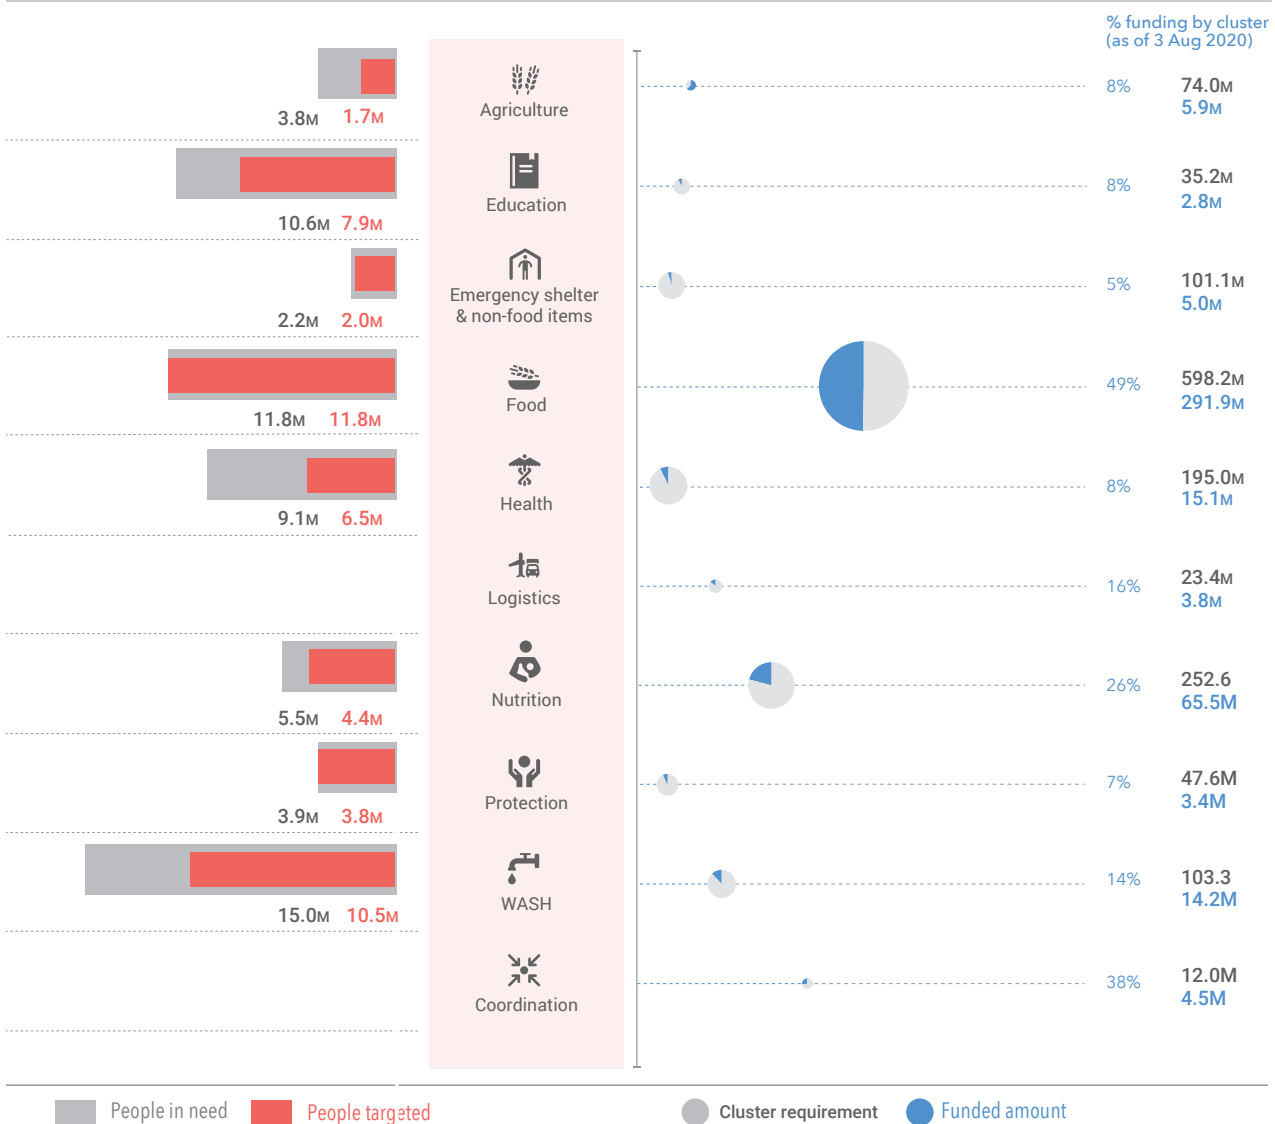 % funding by cluster
(as of 3 Aug 2020)
3.8M 1.7M
Agriculture
8%
74.0M
5.9M
10.6M 7.9M
Education
8%
35.2M
2.8M
2.2M 2.0M
Emergency shelter
& non-food items
5%
101.1M
5.0M
11.8M 11.8M
Food
49%
598.2M
291.9M
9.1M 6.5M
Health
8%
195.0M
15.1M
Logistics
16%
23.4M
3.8M
5.5M 4.4M
Nutrition
26%
252.6
65.5M
3.9M 3.8M
Protection
7%
47.6M
3.4M
15.0M 10.5M
WASH
14%
103.3
14.2M
Coordination
38%
12.0M
4.5M
People in need People targeted Cluster requirement Funded amount